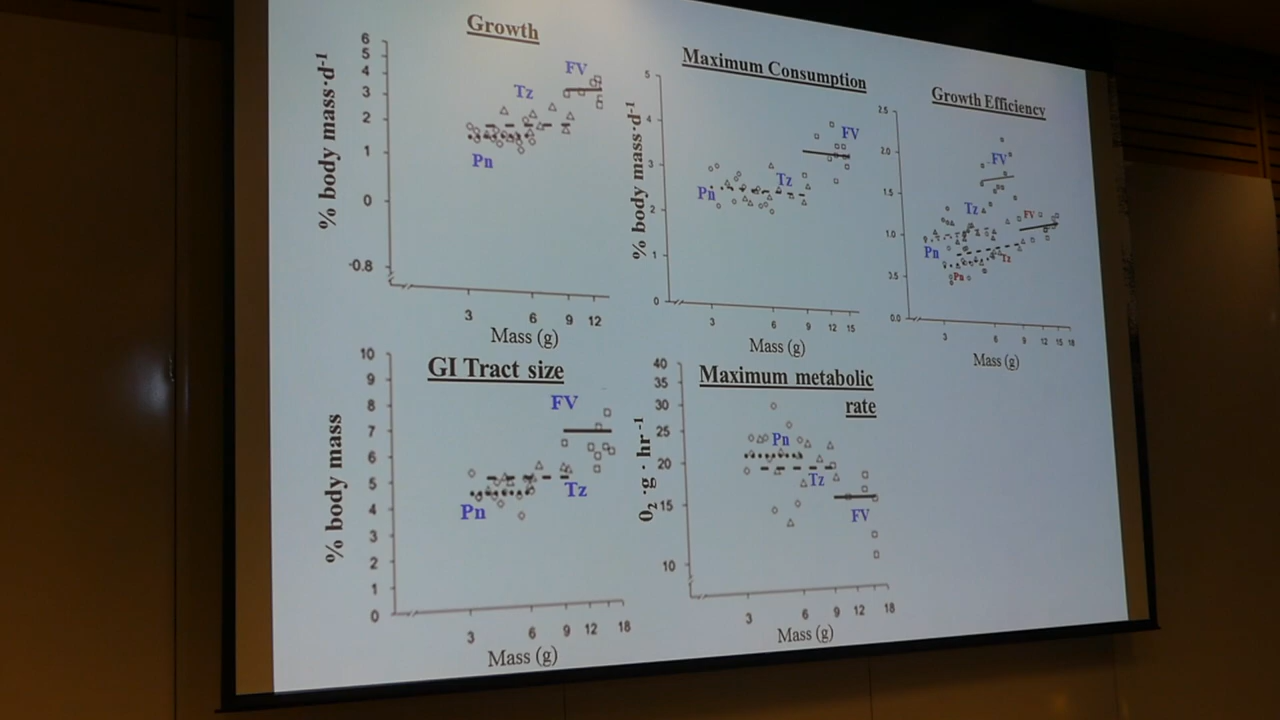 Growth
% body mass·d-1
6
5
4
3
2
1
0
-0.8
FV
Tz
Pn
3 6 9 12
Mass (g)
Maximum Consumption
% body mass·d-1
5
4
3
2
1
0
FV
Tz
Pn
3 6 9 12 15
Mass (g)
Growth Efficiency
2.5
2.0
1.5
1.0
0.5
0.0
FV
Tz
FV
Pn
Tz
Pn
3 6 9 12 15 18
Mass (g)
GI Tract size
% body mass
10
9
8
7
6
5
4
3
2
1
0
FV
Tz
Pn
3 6 9 12 18
Mass (g)
Maximum metabolic
rate
O2 ·g · hr-1
40
35
30
25
20
15
10
Pn
Tz
FV
3 6 9 12 18
Mass (g)